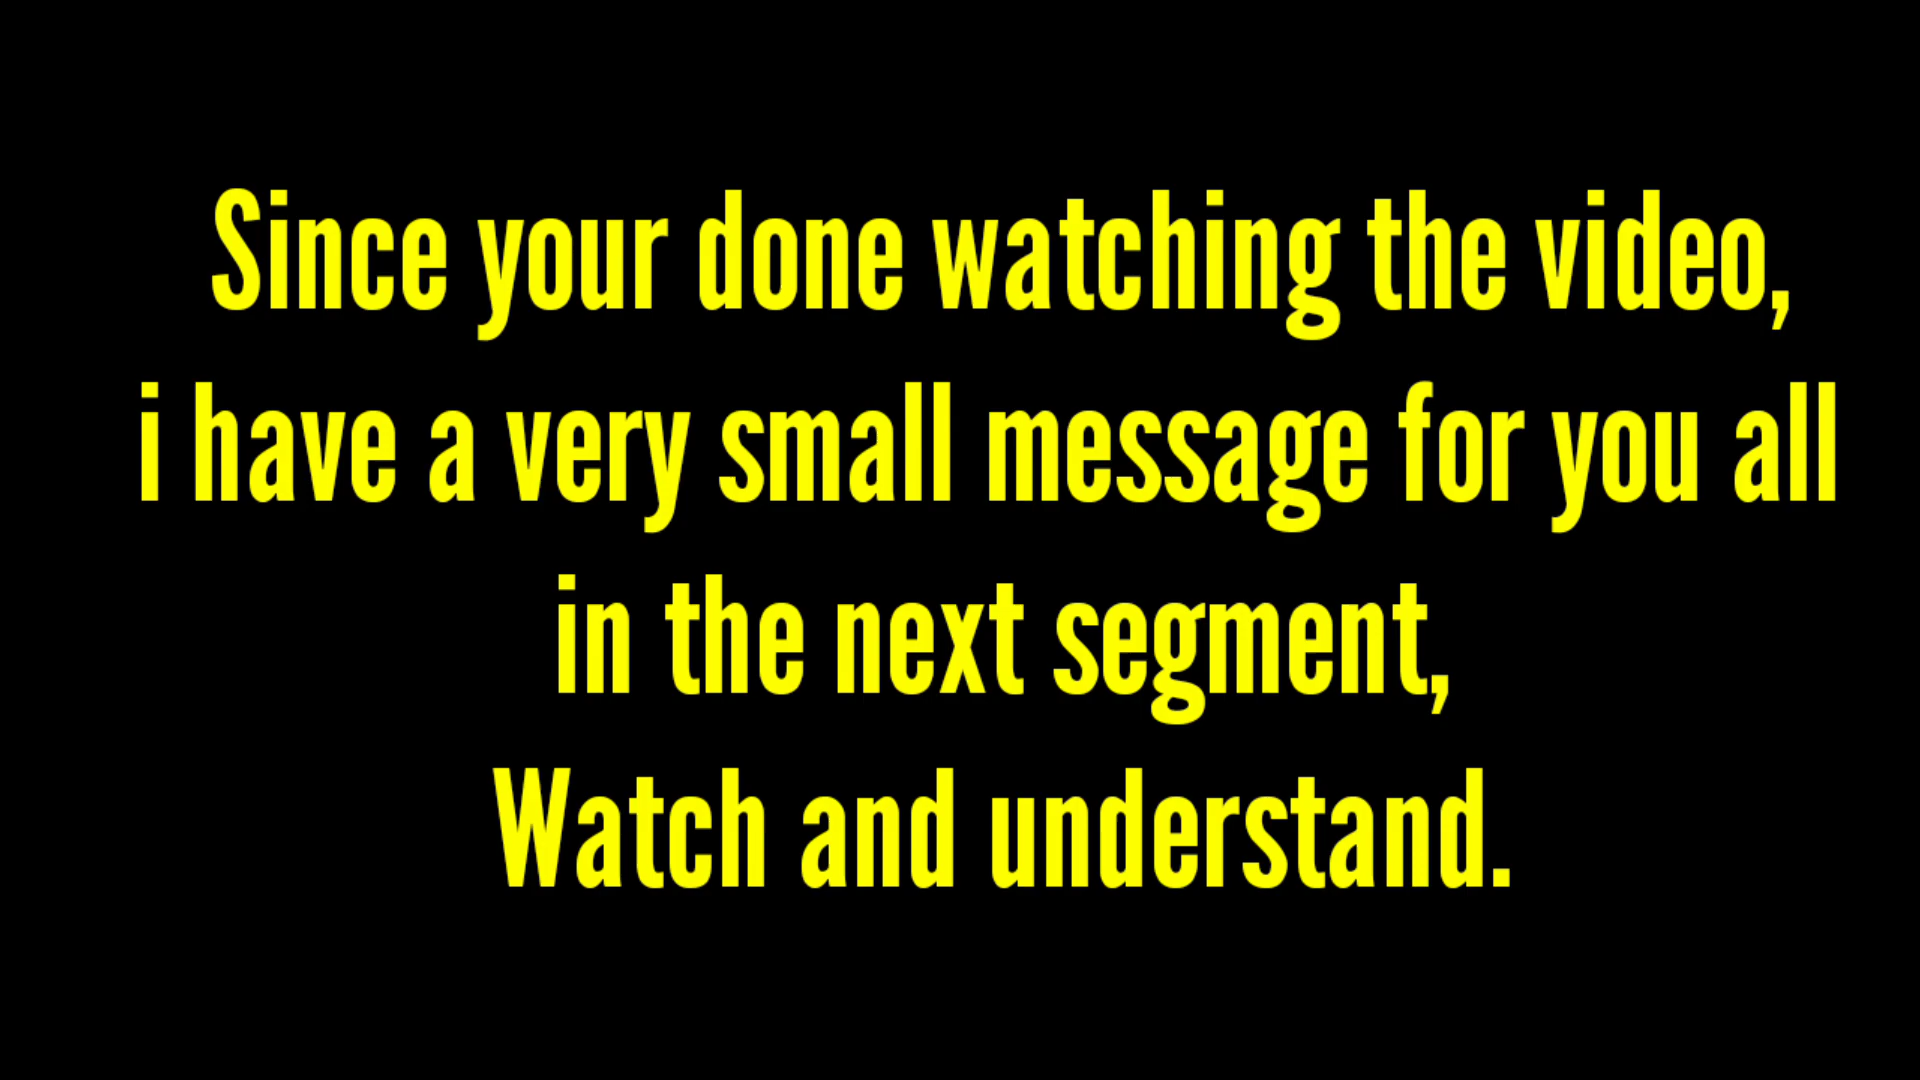 Since your done watching the video,
i have a very small message for you all
in the next segment,
Watch and understand.